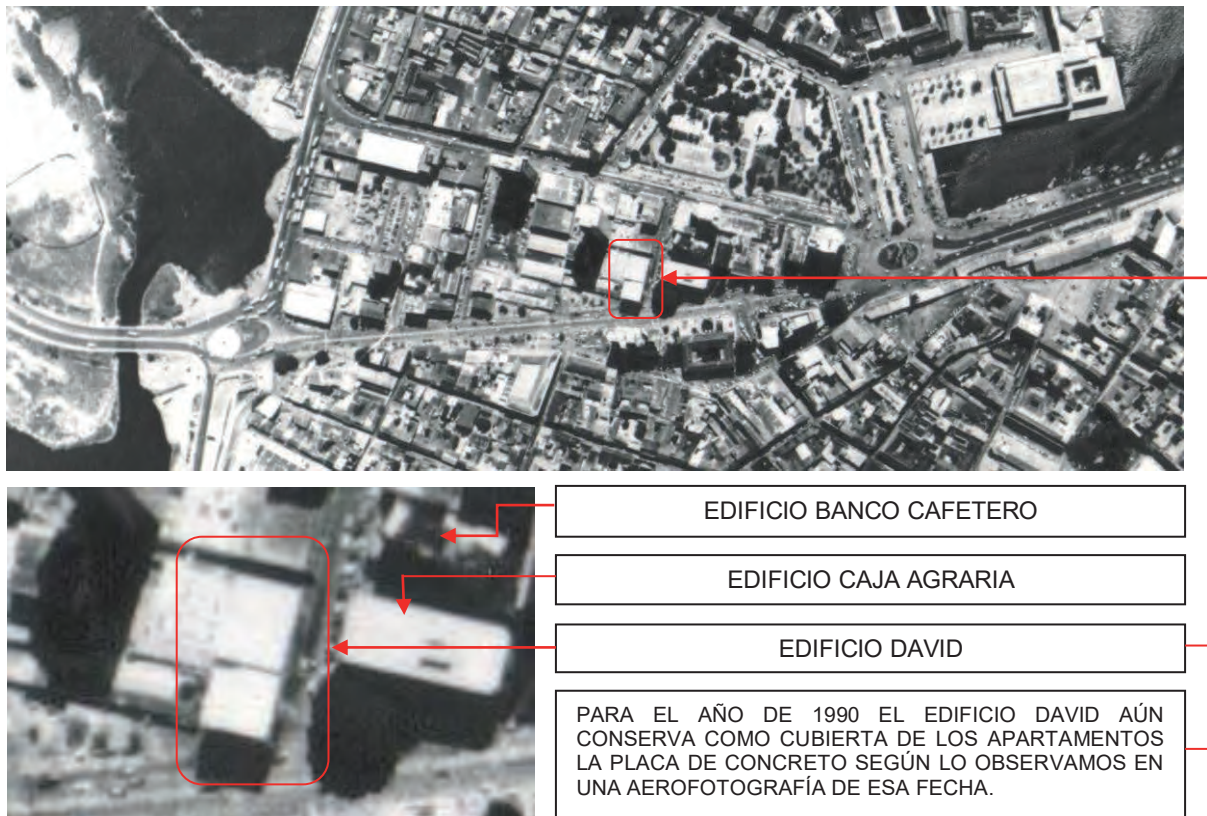 EDIFICIO BANCO CAFETERO
EDIFICIO CAJA AGRARIA
EDIFICIO DAVID
PARA EL AÑO DE 1990 EL EDIFICIO DAVID AÚN
CONSERVA COMO CUBIERTA DE LOS APARTAMENTOS
LA PLACA DE CONCRETO SEGÚN LO OBSERVAMOS EN
UNA AEROFOTOGRAFÍA DE ESA FECHA.